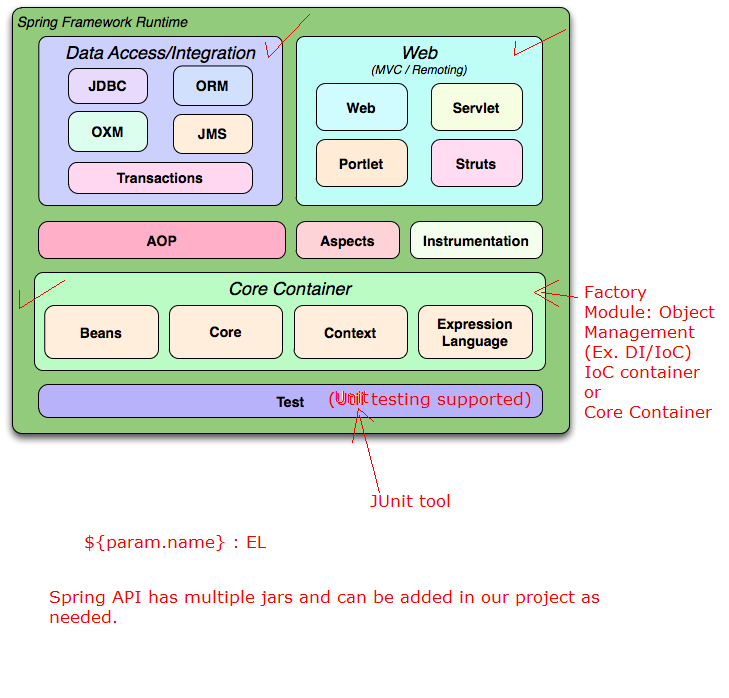 Spring Framework Runtime
Data Access/Integration
JDBC
ORM
OXM
JMS
Transactions
Web
(MVC / Remoting)
Web
Servlet
Portlet
Struts
AOP
Aspects
Instrumentation
Core Container
Beans
Core
Context
Expression
Language
Factory
Module: Object
Management
(Ex. DI/IoC)
IoC container
or
Core Container
Test
(Unit testing supported)
JUnit tool
${param.name} : EL
Spring API has multiple jars and can be added in our project as
needed.